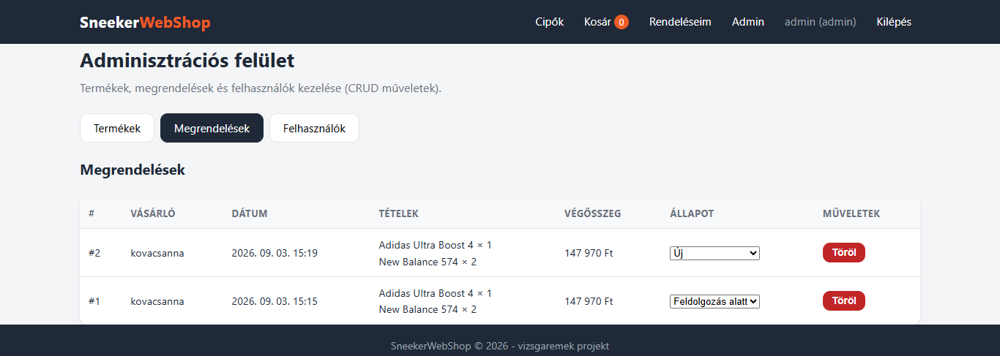 SneekerWebShop Cipők Kosár 0 Rendeléseim Admin admin (admin) Kilépés
Adminisztrációs felület
Termékek, megrendelések és felhasználók kezelése (CRUD műveletek).
Termékek Megrendelések Felhasználók
Megrendelések
# VÁSÁRLÓ DÁTUM TÉTELEK VÉGÖSSZEG ÁLLAPOT MŰVELETEK
#2 kovacsanna 2026. 09. 03. 15:19 Adidas Ultra Boost 4 × 1 147 970 Ft Új Töröl
New Balance 574 × 2
#1 kovacsanna 2026. 09. 03. 15:15 Adidas Ultra Boost 4 × 1 147 970 Ft Feldolgozás alatt Töröl
New Balance 574 × 2
SneekerWebShop © 2026 - vizsgaremek projekt